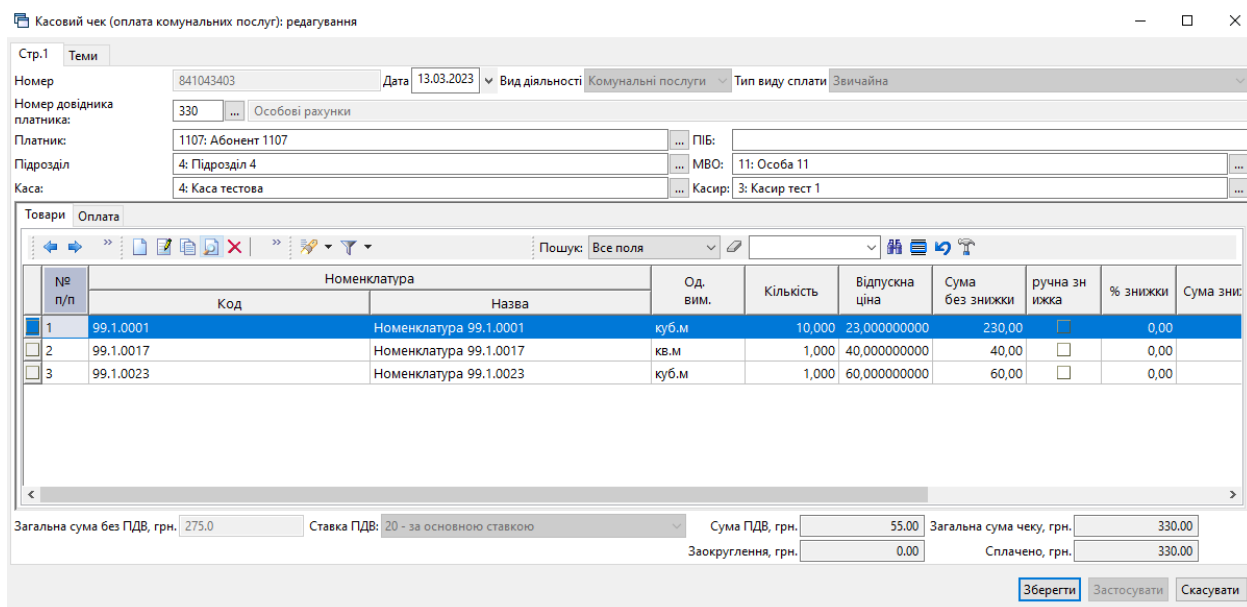 Касовий чек (оплата комунальних послуг): редагування
Стр.1 Теми
Номер 841043403 Дата 13.03.2023 Вид діяльності Комунальні послуги Тип виду сплати Звичайна
Номер довідника
платника: 330 ... Особові рахунки
Платник: 1107: Абонент 1107 ... ПІБ:
Підрозділ 4: Підрозділ 4 ... МВО: 11: Особа 11 ...
Каса: 4: Каса тестова ... Касир: 3: Касир тест 1 ...
Товари Оплата
Пошук: Все поля
№ п/п Номенклатура Од. вим. Кількість Відпускна ціна Сума без знижки ручна зн ижка % знижки Сума зниж
Код Назва
1 99.1.0001 Номенклатура 99.1.0001 куб.м 10,000 23,000000000 230,00 0,00
2 99.1.0017 Номенклатура 99.1.0017 кв.м 1,000 40,000000000 40,00 0,00
3 99.1.0023 Номенклатура 99.1.0023 куб.м 1,000 60,000000000 60,00 0,00
Загальна сума без ПДВ, грн. 275.0 Ставка ПДВ: 20 - за основною ставкою Сума ПДВ, грн. 55.00 Загальна сума чеку, грн. 330.00
Заокруглення, грн. 0.00 Сплачено, грн. 330.00
Зберегти Застосувати Скасувати